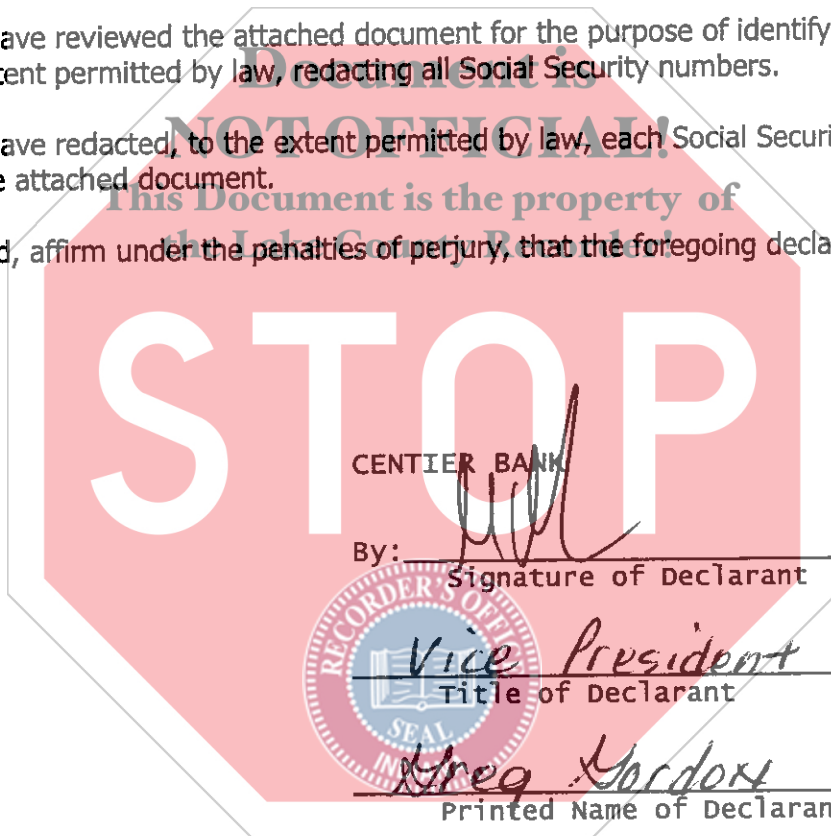 ave reviewed the attached document for the purpose of identify
tent permitted by law, redacting all Social Security numbers.
Document is
ave redacted, to the extent permitted by law, each Social Securi
NOT OFFICIAL!
e attached document.
This Document is the property of
d, affirm under the penalties of perjury, that the foregoing decla
the Lake County Recorder!
STOP
CENTIER BANK
By:
Signature of Declarant
RECORDER'S OFFICE
Vice President
Title of Declarant
SEAL
Greg Gordon
Printed Name of Declaran